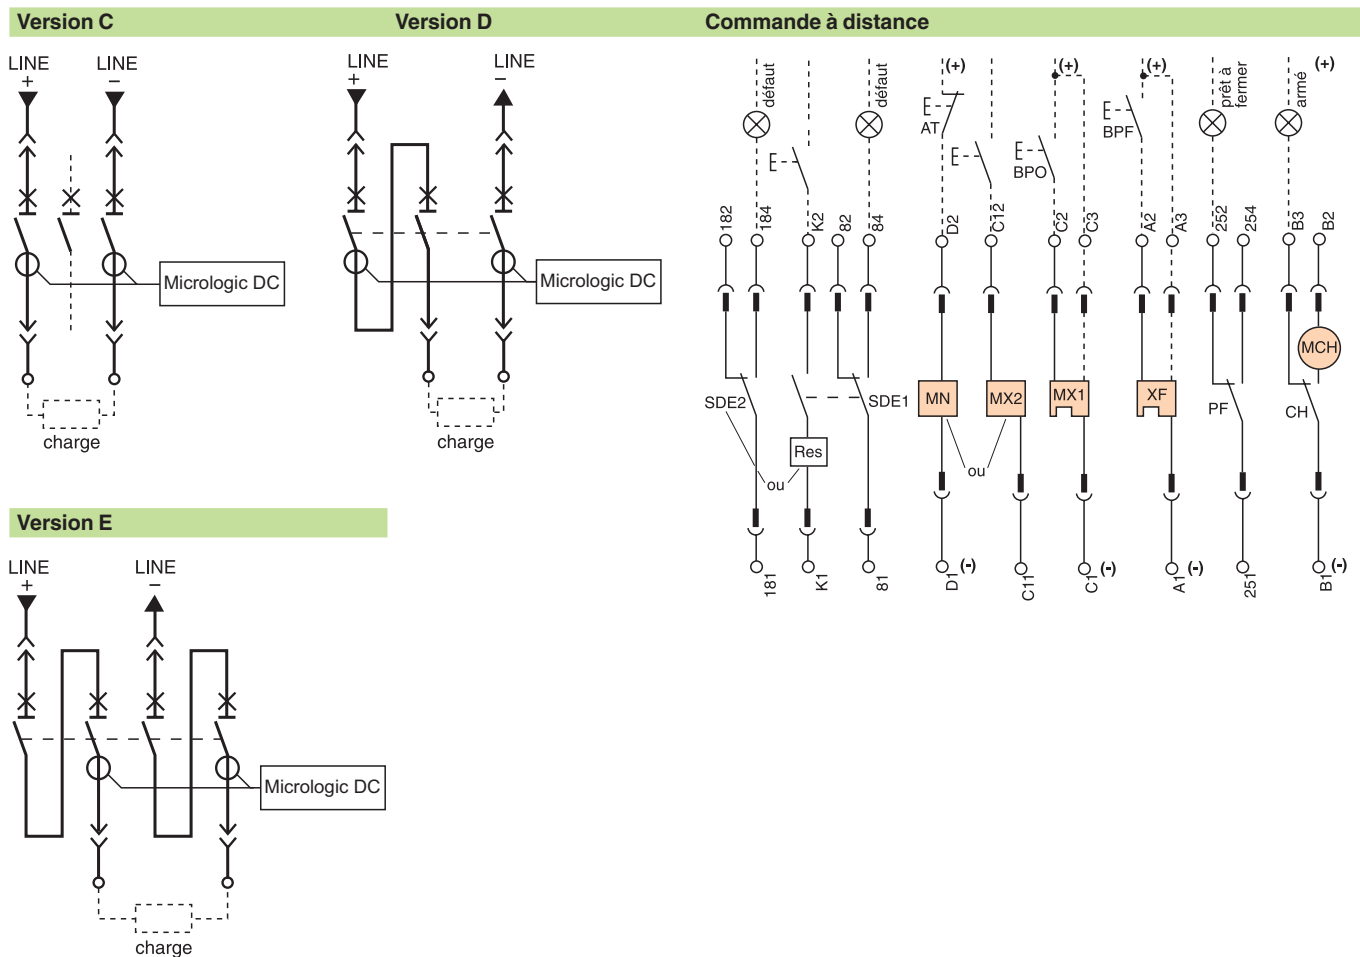 Version C
LINE
+
LINE
–
Micrologic DC
charge
Version D
LINE
+
LINE
–
Micrologic DC
charge
Commande à distance
défaut
défaut
(+)
AT
(+)
BPO
(+)
BPF
prêt à
fermer
armé
(+)
182
184
K2
82
84
D2
C12
C2
C3
A2
A3
252
254
B3
B2
MCH
SDE2
SDE1
MN
MX2
MX1
XF
PF
CH
Res
ou
ou
181
K1
81
D1
(-)
C11
C1
(-)
A1
(-)
251
B1
(-)
Version E
LINE
+
LINE
–
Micrologic DC
charge